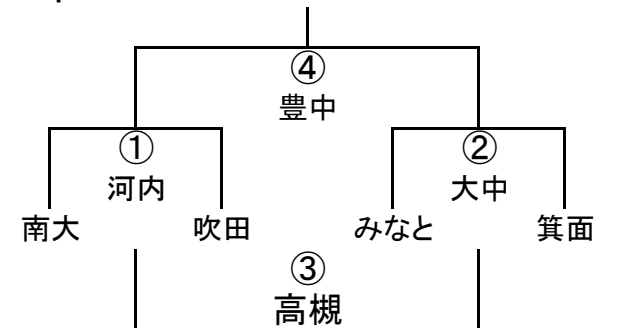 ④
豊中
① ②
河内 大中
南大 吹田 みなと 箕面
③
高槻